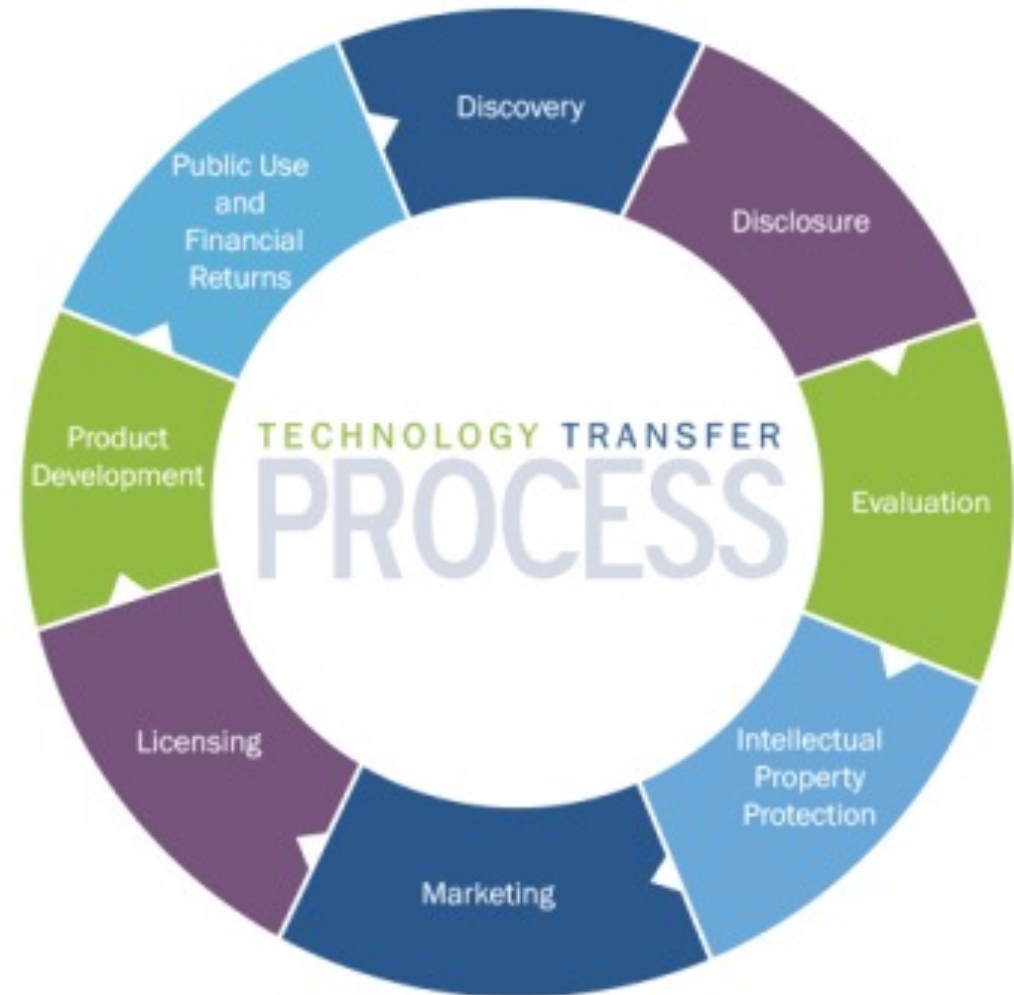 Discovery
Disclosure
Evaluation
Intellectual
Property
Protection
Marketing
Licensing
Product
Development
Public Use
and
Financial
Returns
TECHNOLOGY TRANSFER
PROCESS